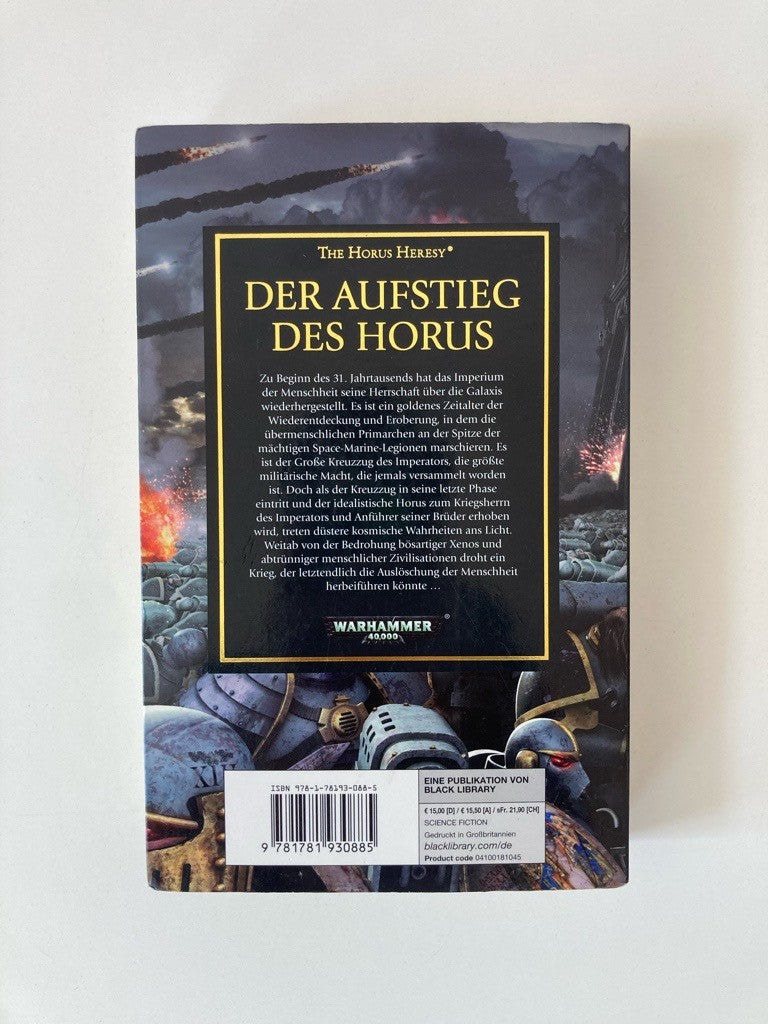 THE HORUS HERESY®
DER AUFSTIEG
DES HORUS
Zu Beginn des 31. Jahrtausends hat das Imperium
der Menschheit seine Herrschaft über die Galaxis
wiederhergestellt. Es ist ein goldenes Zeitalter der
Wiederentdeckung und Eroberung, in dem die
übermenschlichen Primarchen an der Spitze der
mächtigen Space-Marine-Legionen marschieren. Es
ist der Große Kreuzzug des Imperators, die größte
militärische Macht, die jemals versammelt worden
ist. Doch als der Kreuzzug in seine letzte Phase
eintritt und der idealistische Horus zum Kriegsherrn
des Imperators und Anführer seiner Brüder erhoben
wird, treten düstere kosmische Wahrheiten ans Licht.
Weitab von der Bedrohung bösartiger Xenos und
abtrünniger menschlicher Zivilisationen droht ein
Krieg, der letztendlich die Auslöschung der Menschheit
herbeiführen könnte ...
WARHAMMER®
40,000
ISBN 978-1-78193-088-5
9 781781 930885
EINE PUBLIKATION VON
BLACK LIBRARY
€ 15,00 [D] / € 15,50 [A] / sFr. 21,90 [CH]
SCIENCE FICTION
Gedruckt in Großbritannien
blacklibrary.com/de
Product code 04100181045